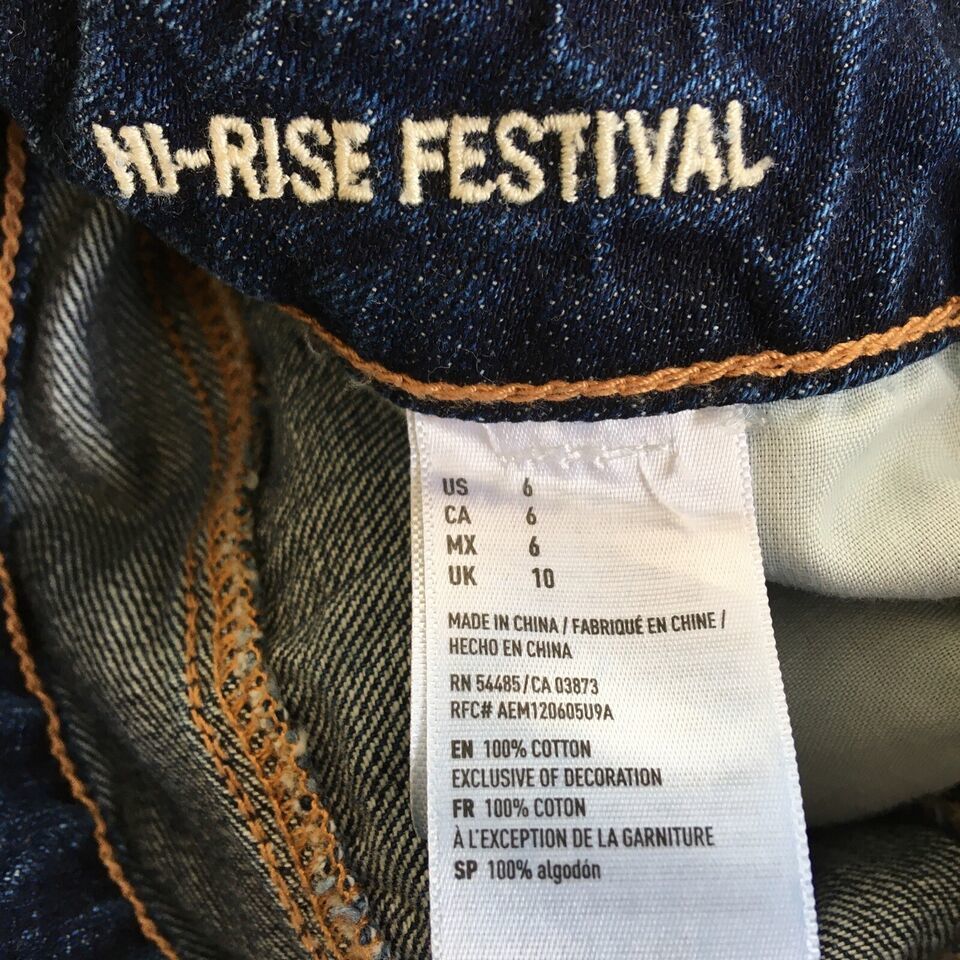 HI-RISE FESTIVAL
US 6
CA 6
MX 6
UK 10
MADE IN CHINA / FABRIQUÉ EN CHINE /
HECHO EN CHINA
RN 54485/CA 03873
RFC# AEM120605U9A
EN 100% COTTON
EXCLUSIVE OF DECORATION
FR 100% COTON
À L'EXCEPTION DE LA GARNITURE
SP 100% algodón